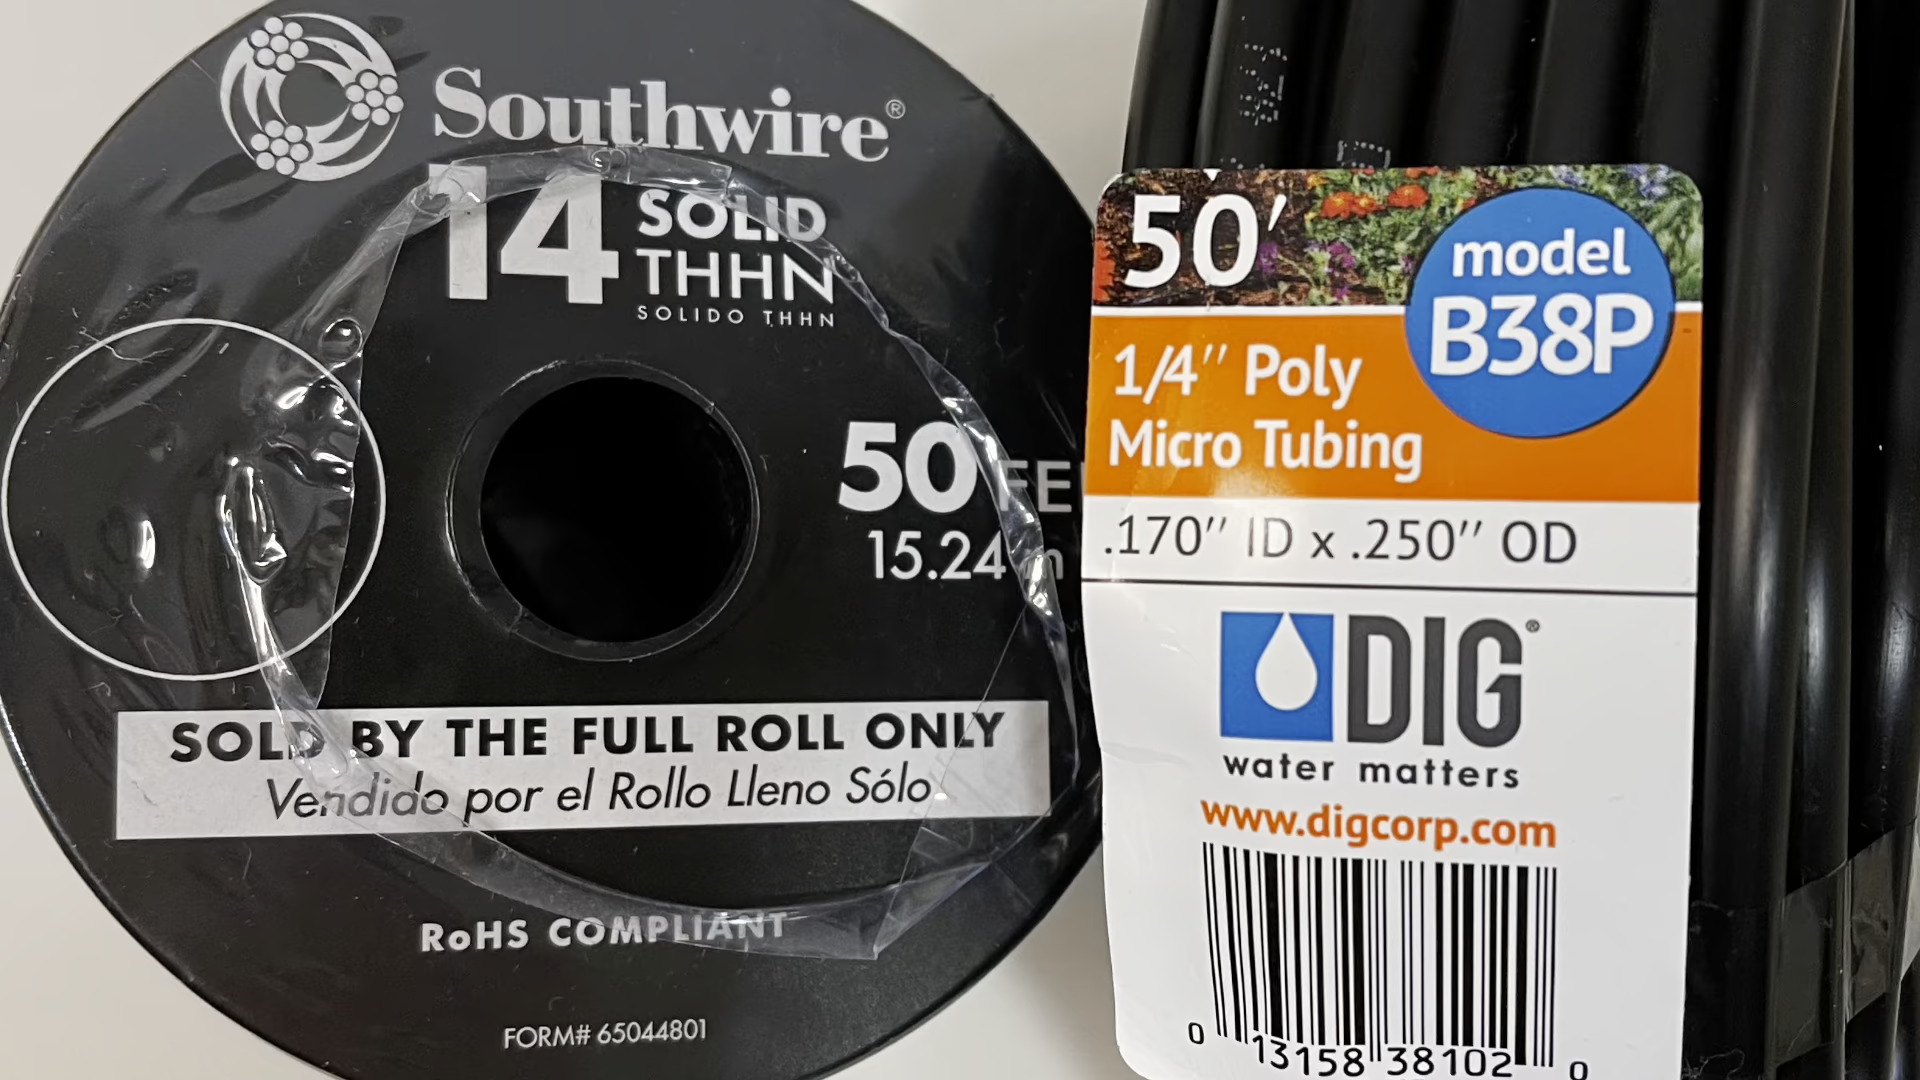 Southwire®
14 SOLID
THHN
SOLIDO THHN
50 FE
15.24 m
SOLD BY THE FULL ROLL ONLY
Vendido por el Rollo Lleno Sólo
RoHS COMPLIANT
FORM# 65044801
50'
model
B38P
1/4" Poly
Micro Tubing
.170" ID x .250" OD
DIG®
water matters
www.digcorp.com
0 13158 38102 0